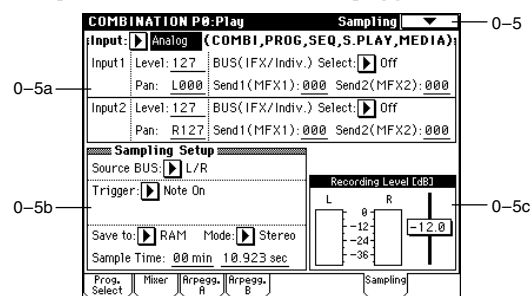 COMBINATION P0:Play Sampling
0–5
Input: Analog (COMBI,PROG,SEQ,S.PLAY,MEDIA)
Input1 Level: 127 BUS(IFX/Indiv.) Select: Off
0–5a
Pan: L000 Send1(MFX1): 000 Send2(MFX2): 000
Input2 Level: 127 BUS(IFX/Indiv.) Select: Off
Pan: R127 Send1(MFX1): 000 Send2(MFX2): 000
Sampling Setup
Source BUS: L/R
Trigger: Note On
Recording Level [dB]
L R
0–5b
0–5c
0
-12
-24
-36
-12.0
Save to: RAM Mode: Stereo
Sample Time: 00 min 10.923 sec
Prog. Select
Mixer
Arpegg. A
Arpegg. B
Sampling